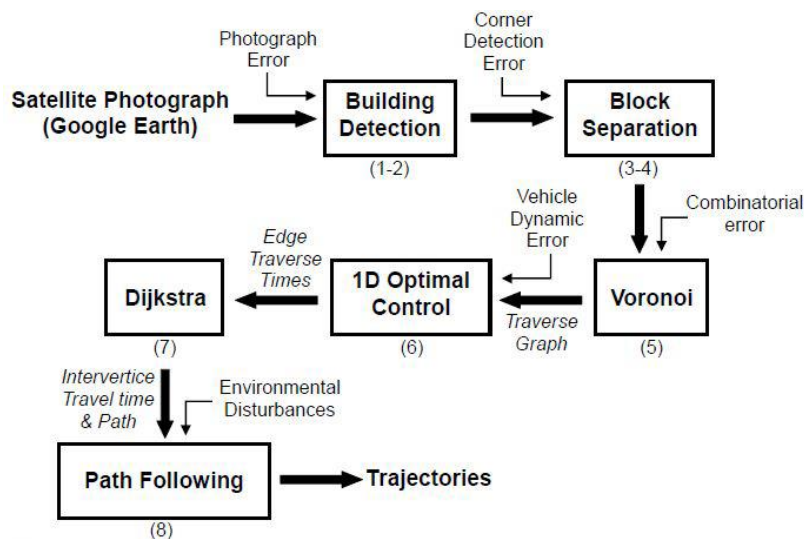 Photograph
Error
Corner
Detection
Error
Satellite Photograph
(Google Earth)
Building
Detection
(1-2)
Block
Separation
(3-4)
Combinatorial
error
Voronoi
(5)
Traverse
Graph
Vehicle
Dynamic
Error
1D Optimal
Control
(6)
Edge
Traverse
Times
Dijkstra
(7)
Intervertice
Travel time
& Path
Environmental
Disturbances
Path Following
(8)
Trajectories